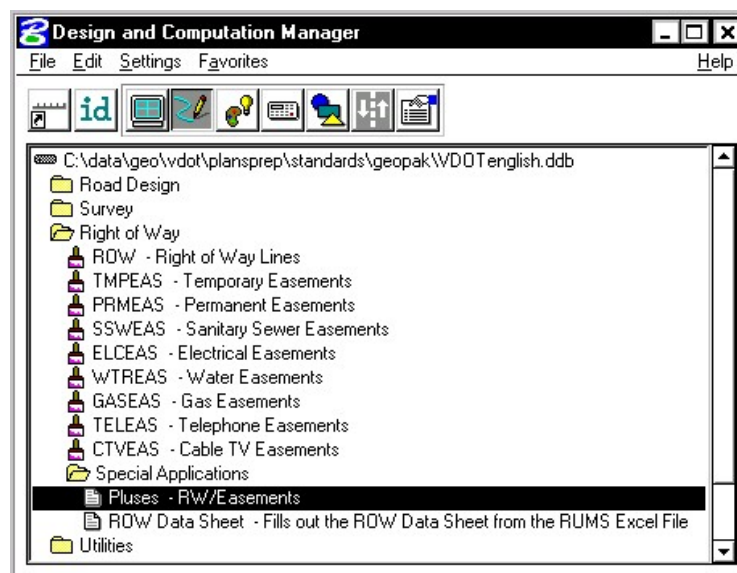 Design and Computation Manager
File Edit Settings Favorites Help
id
C:\data\geo\vdot\plansprep\standards\geopak\VDOTenglish.ddb
Road Design
Survey
Right of Way
ROW - Right of Way Lines
TMPEAS - Temporary Easements
PRMEAS - Permanent Easements
SSWEAS - Sanitary Sewer Easements
ELCEAS - Electrical Easements
WTREAS - Water Easements
GASEAS - Gas Easements
TELEAS - Telephone Easements
CTVEAS - Cable TV Easements
Special Applications
Pluses - RW/Easements
ROW Data Sheet - Fills out the ROW Data Sheet from the RUMS Excel File
Utilities